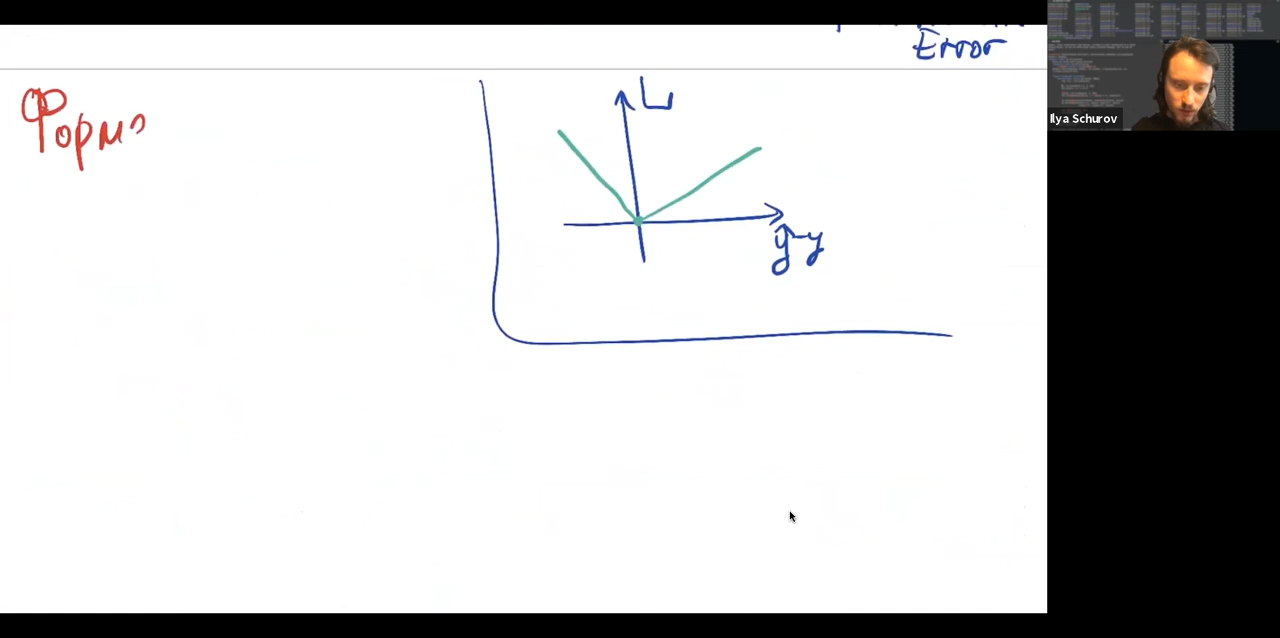 Error
Форм
L
ŷ-y
Ilya Schurov